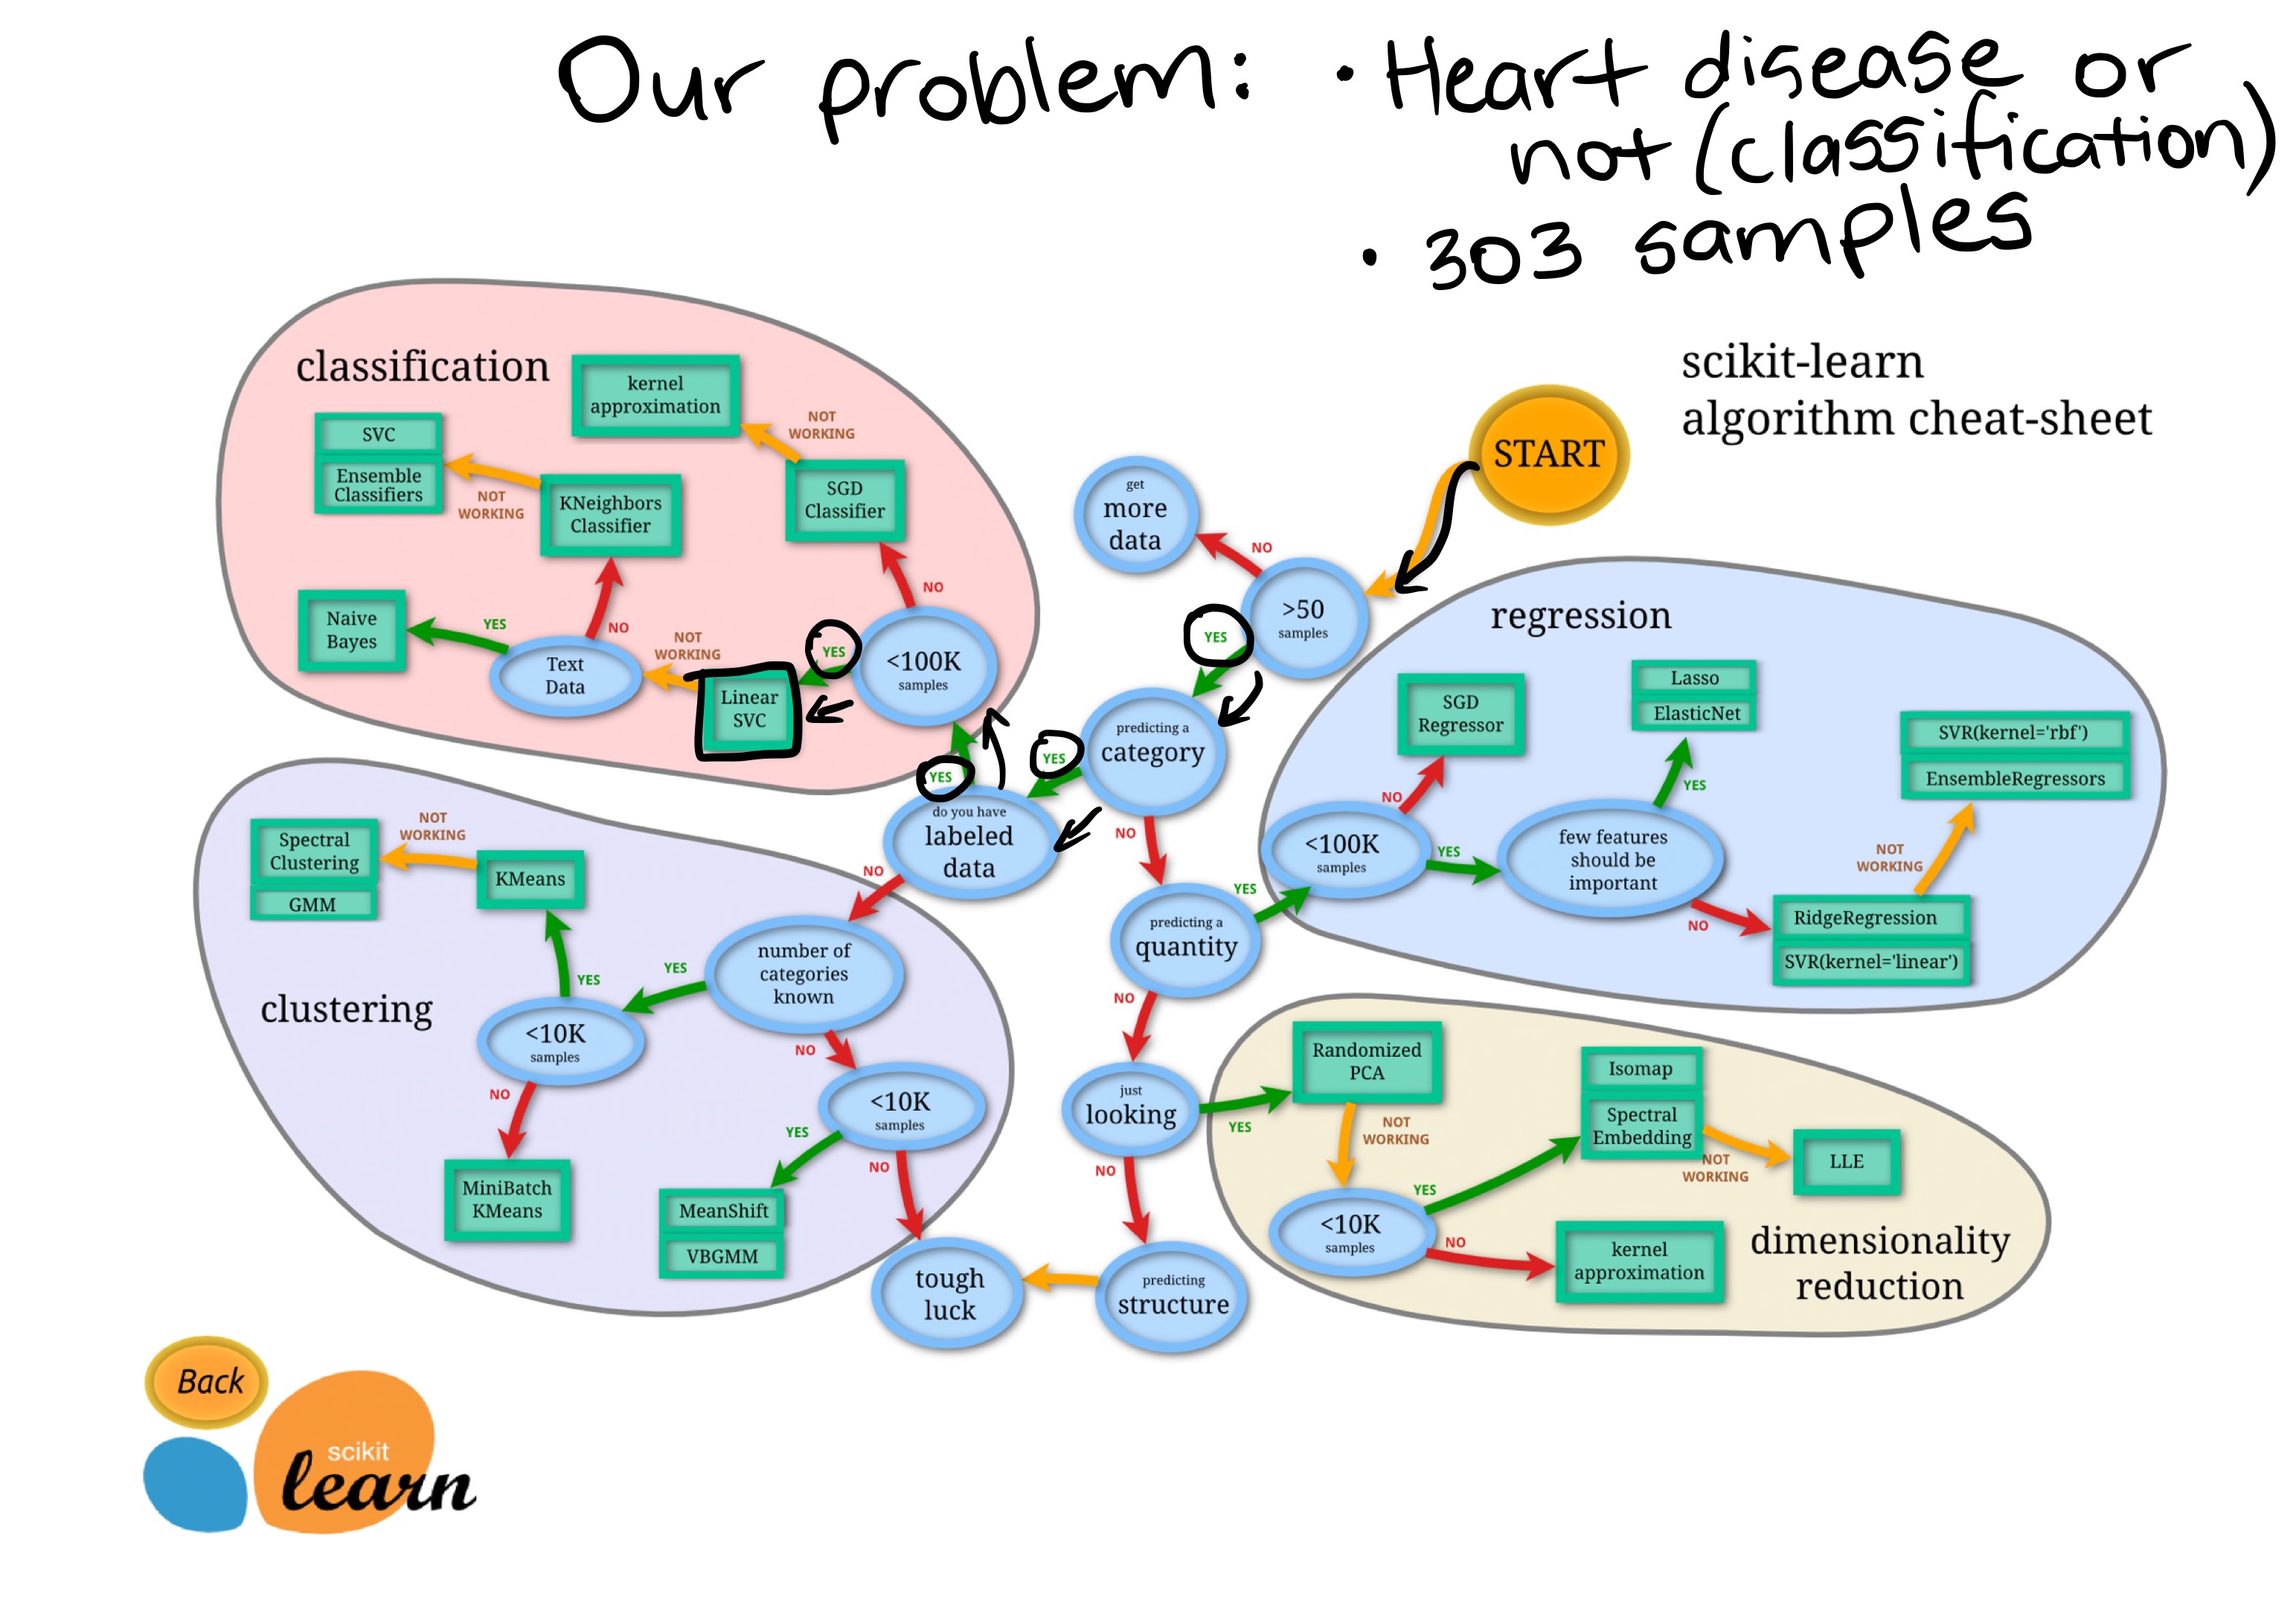 Our problem: • Heart disease or
not (classification)
• 303 samples
scikit-learn
algorithm cheat-sheet
START
classification
kernel
approximation
NOT
WORKING
SVC
Ensemble
Classifiers
NOT
WORKING
KNeighbors
Classifier
SGD
Classifier
get
more
data
NO
>50
samples
YES
NO
Naive
Bayes
YES
NO
Text
Data
NOT
WORKING
YES
Linear
SVC
<100K
samples
predicting a
category
YES
YES
do you have
labeled
data
NO
NO
regression
SGD
Regressor
Lasso
ElasticNet
SVR(kernel='rbf')
EnsembleRegressors
NO
YES
<100K
samples
YES
few features
should be
important
NOT
WORKING
NO
RidgeRegression
SVR(kernel='linear')
predicting a
quantity
YES
NO
clustering
Spectral
Clustering
GMM
NOT
WORKING
KMeans
YES
number of
categories
known
YES
NO
<10K
samples
NO
<10K
samples
YES
NO
MiniBatch
KMeans
MeanShift
VBGMM
just
looking
YES
NO
tough
luck
predicting
structure
Randomized
PCA
NOT
WORKING
Isomap
Spectral
Embedding
NOT
WORKING
LLE
YES
<10K
samples
NO
kernel
approximation
dimensionality
reduction
Back
scikit
learn